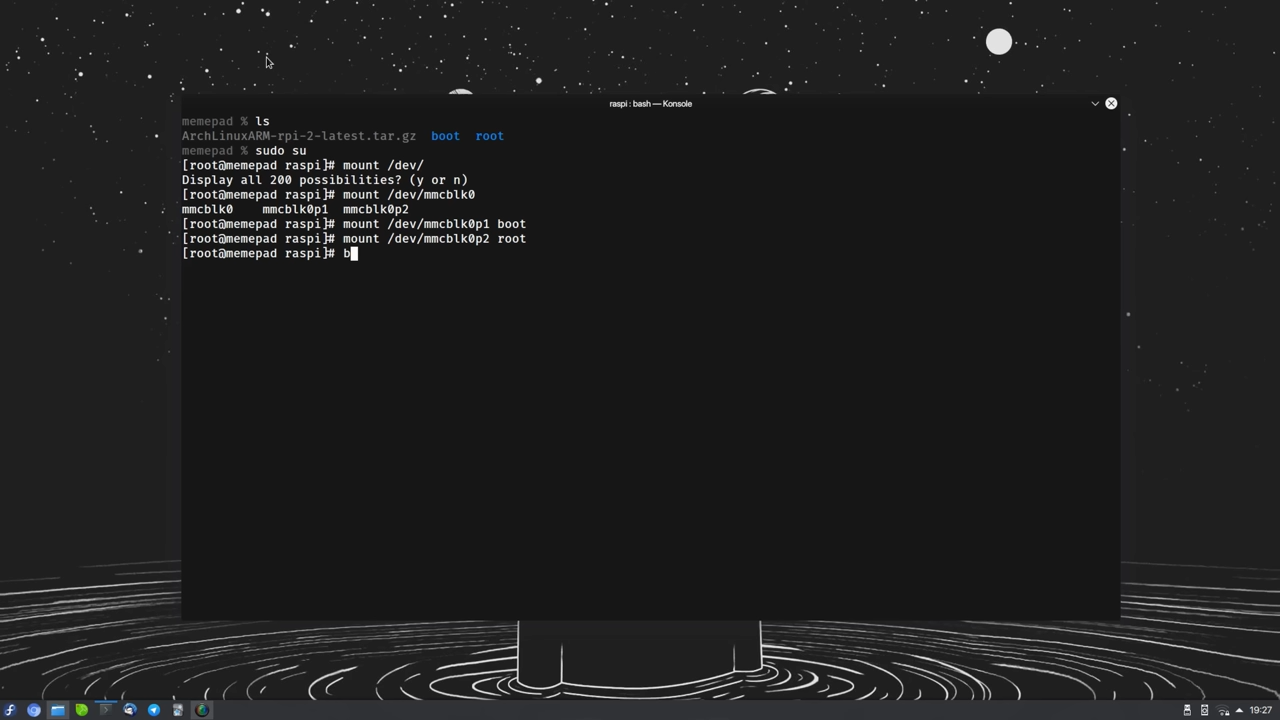 raspi : bash — Konsole
memepad % ls
ArchLinuxARM-rpi-2-latest.tar.gz  boot  root
memepad % sudo su
[root@memepad raspi]# mount /dev/
Display all 200 possibilities? (y or n)
[root@memepad raspi]# mount /dev/mmcblk0
mmcblk0    mmcblk0p1  mmcblk0p2
[root@memepad raspi]# mount /dev/mmcblk0p1 boot
[root@memepad raspi]# mount /dev/mmcblk0p2 root
[root@memepad raspi]# b
19:27